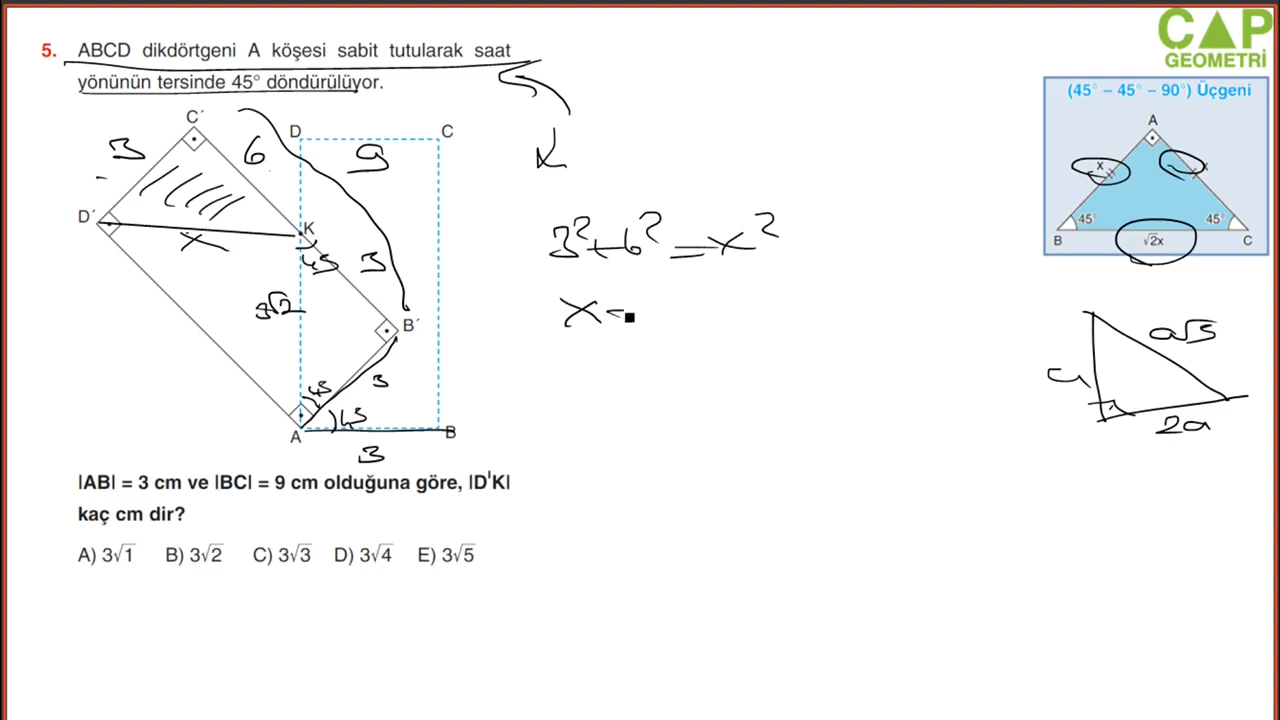 CAP
GEOMETRİ
5. ABCD dikdörtgeni A köşesi sabit tutularak saat
yönünün tersinde 45° döndürülüyor.
(45° – 45° – 90°) Üçgeni
A
x
x
45°
45°
B
√2x
C
C´
D
C
3
6
9
D´
K
x
45
3
3√2
B´
45
3
45
A
B
3
3² + 6² = x²
x =
a√5
a
2a
|AB| = 3 cm ve |BC| = 9 cm olduğuna göre, |D'K|
kaç cm dir?
A) 3√1 B) 3√2 C) 3√3 D) 3√4 E) 3√5